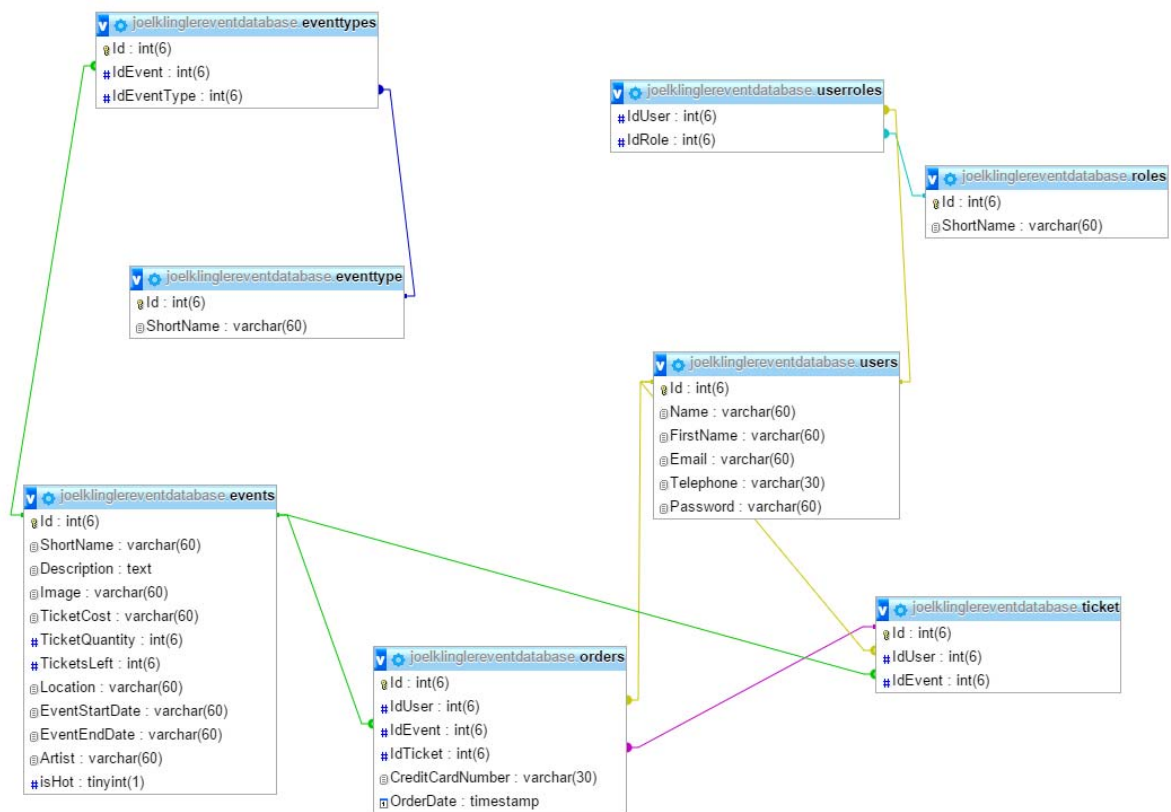 joelklinglereventdatabase.eventtypes
Id : int(6)
#IdEvent : int(6)
#IdEventType : int(6)
joelklinglereventdatabase.userroles
#IdUser : int(6)
#IdRole : int(6)
joelklinglereventdatabase.roles
Id : int(6)
ShortName : varchar(60)
joelklinglereventdatabase.eventtype
Id : int(6)
ShortName : varchar(60)
joelklinglereventdatabase.users
Id : int(6)
Name : varchar(60)
FirstName : varchar(60)
Email : varchar(60)
Telephone : varchar(30)
Password : varchar(60)
joelklinglereventdatabase.events
Id : int(6)
ShortName : varchar(60)
Description : text
Image : varchar(60)
TicketCost : varchar(60)
#TicketQuantity : int(6)
#TicketsLeft : int(6)
Location : varchar(60)
EventStartDate : varchar(60)
EventEndDate : varchar(60)
Artist : varchar(60)
#isHot : tinyint(1)
joelklinglereventdatabase.orders
Id : int(6)
#IdUser : int(6)
#IdEvent : int(6)
#IdTicket : int(6)
CreditCardNumber : varchar(30)
OrderDate : timestamp
joelklinglereventdatabase.ticket
Id : int(6)
#IdUser : int(6)
#IdEvent : int(6)